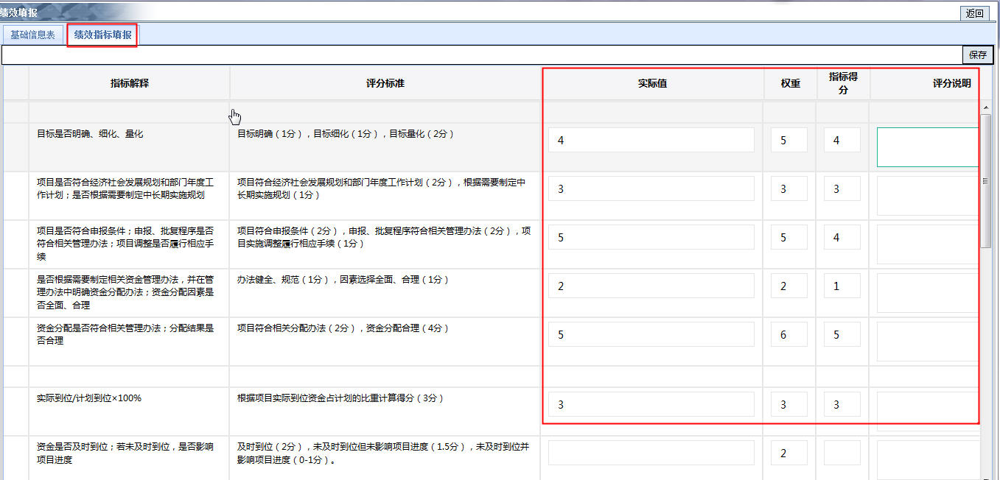 绩效填报
返回
基础信息表 绩效指标填报
保存
指标解释 评分标准 实际值 权重 指标得 评分说明
分
目标是否明确、细化、量化 目标明确（1分），目标细化（1分），目标量化（2分） 4 5 4
项目是否符合经济社会发展规划和部门年度工 项目符合经济社会发展规划和部门年度工作计划（2分），根据需要制定中 3 3 3
作计划；是否根据需要制定中长期实施规划 长期实施规划（1分）
项目是否符合申报条件；申报、批复程序是否 项目符合申报条件（2分），申报、批复程序符合相关管理办法（2分），项 5 5 4
符合相关管理办法；项目调整是否履行相应手 目实施调整履行相应手续（1分）
续
是否根据需要制定相关资金管理办法，并在管 办法健全、规范（1分），因素选择全面、合理（1分） 2 2 1
理办法中明确资金分配办法；资金分配因素是
否全面、合理
资金分配是否符合相关管理办法；分配结果是 项目符合相关分配办法（2分），资金分配合理（4分） 5 6 5
否合理
实际到位/计划到位×100% 根据项目实际到位资金占计划的比重计算得分（3分） 3 3 3
资金是否及时到位；若未及时到位，是否影响 及时到位（2分），未及时到位但未影响项目进度（1.5分），未及时到位并 2
项目进度 影响项目进度（0-1分）。